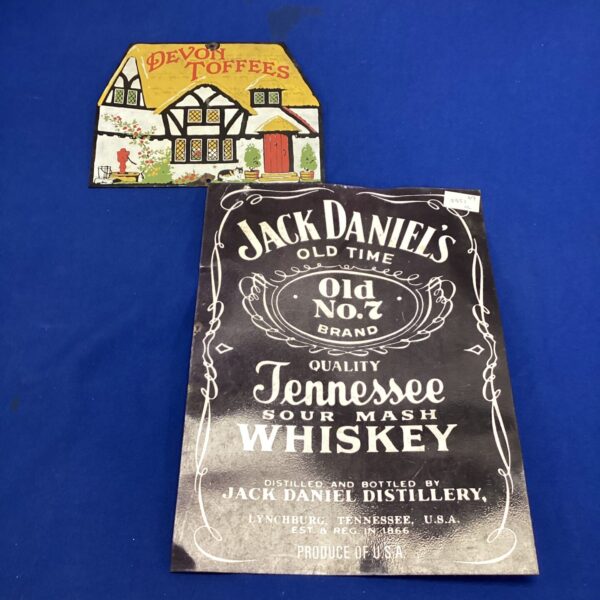 DEVON
TOFFEES
JACK DANIEL'S
OLD TIME
Old
No.7
BRAND
QUALITY
Tennessee
SOUR MASH
WHISKEY
DISTILLED AND BOTTLED BY
JACK DANIEL DISTILLERY,
LYNCHBURG, TENNESSEE, U.S.A.
EST. & REG. IN 1866
PRODUCE OF U.S.A.